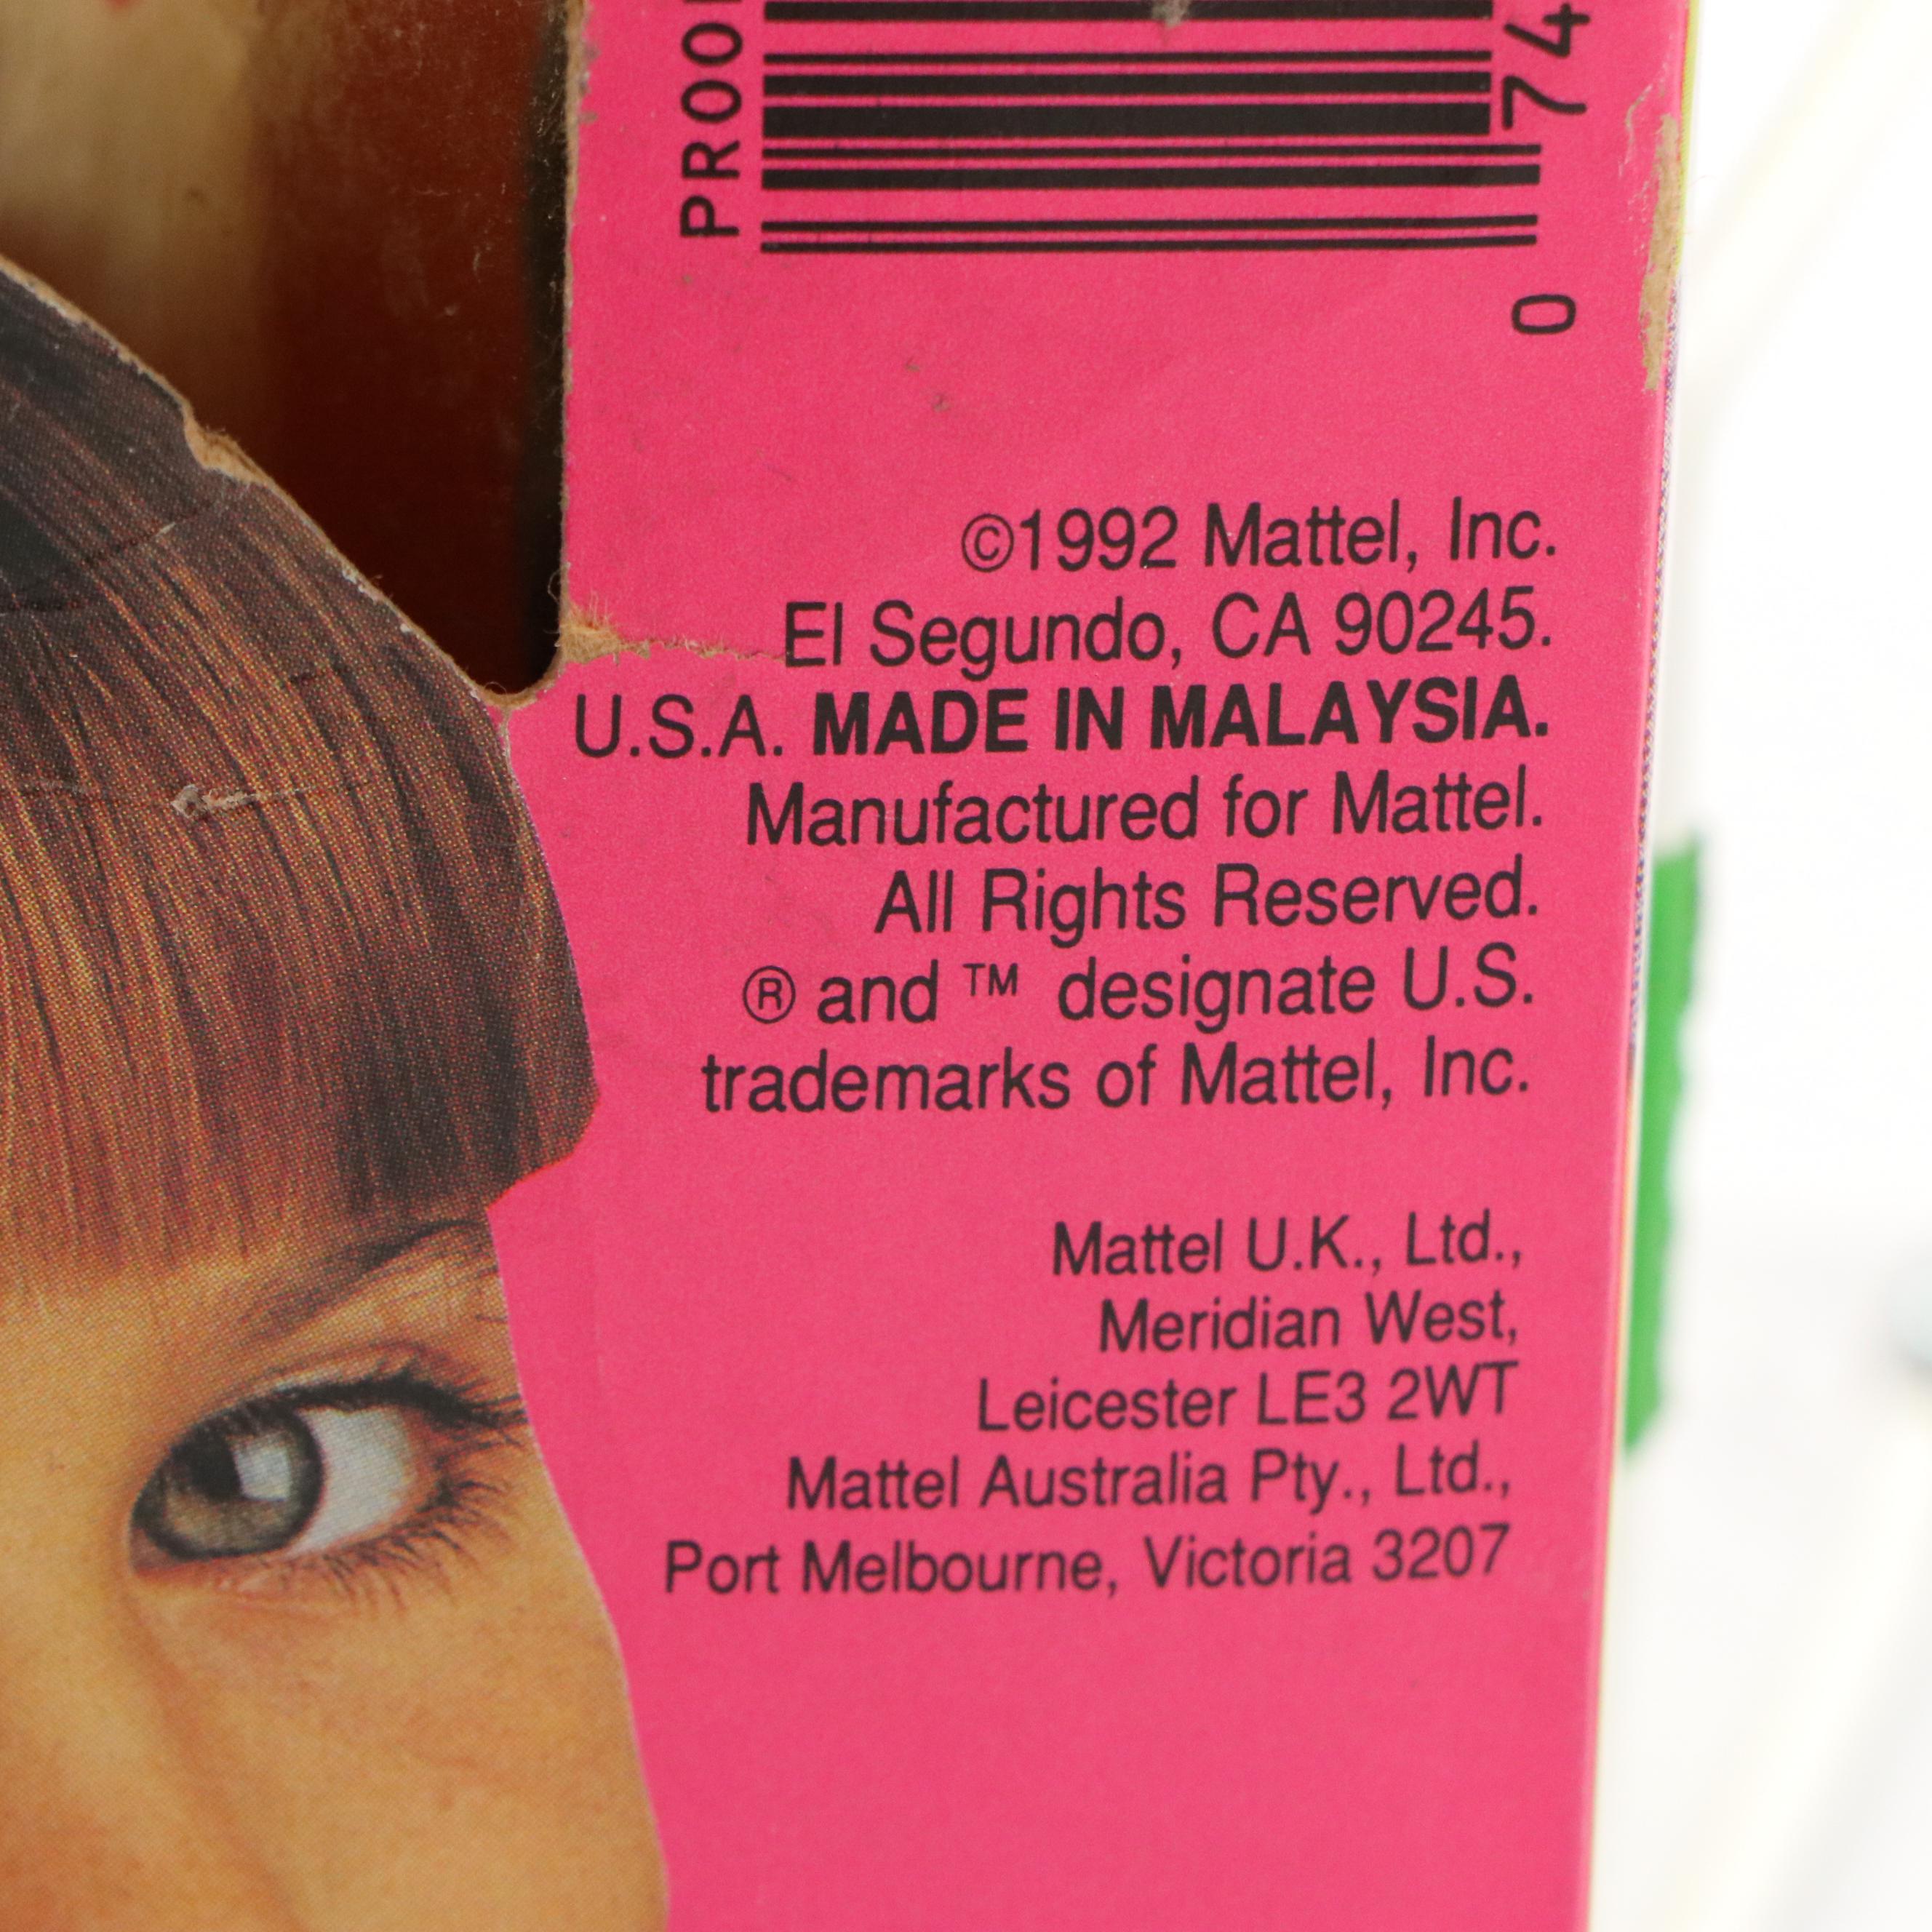 PROO
0 74
©1992 Mattel, Inc.
El Segundo, CA 90245.
U.S.A. MADE IN MALAYSIA.
Manufactured for Mattel.
All Rights Reserved.
® and ™ designate U.S.
trademarks of Mattel, Inc.
Mattel U.K., Ltd.,
Meridian West,
Leicester LE3 2WT
Mattel Australia Pty., Ltd.,
Port Melbourne, Victoria 3207